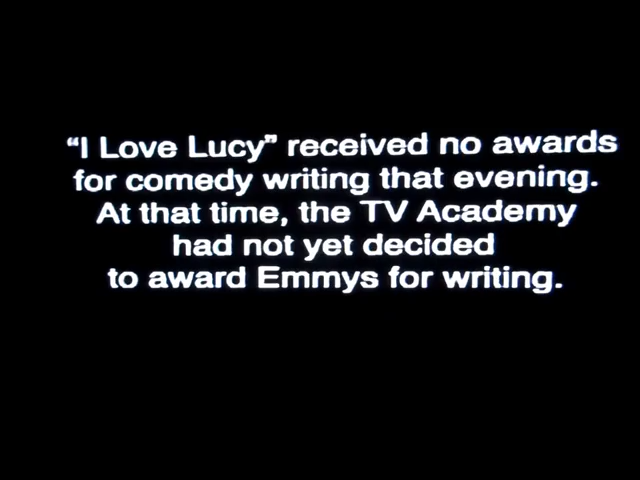 “I Love Lucy” received no awards
for comedy writing that evening.
At that time, the TV Academy
had not yet decided
to award Emmys for writing.